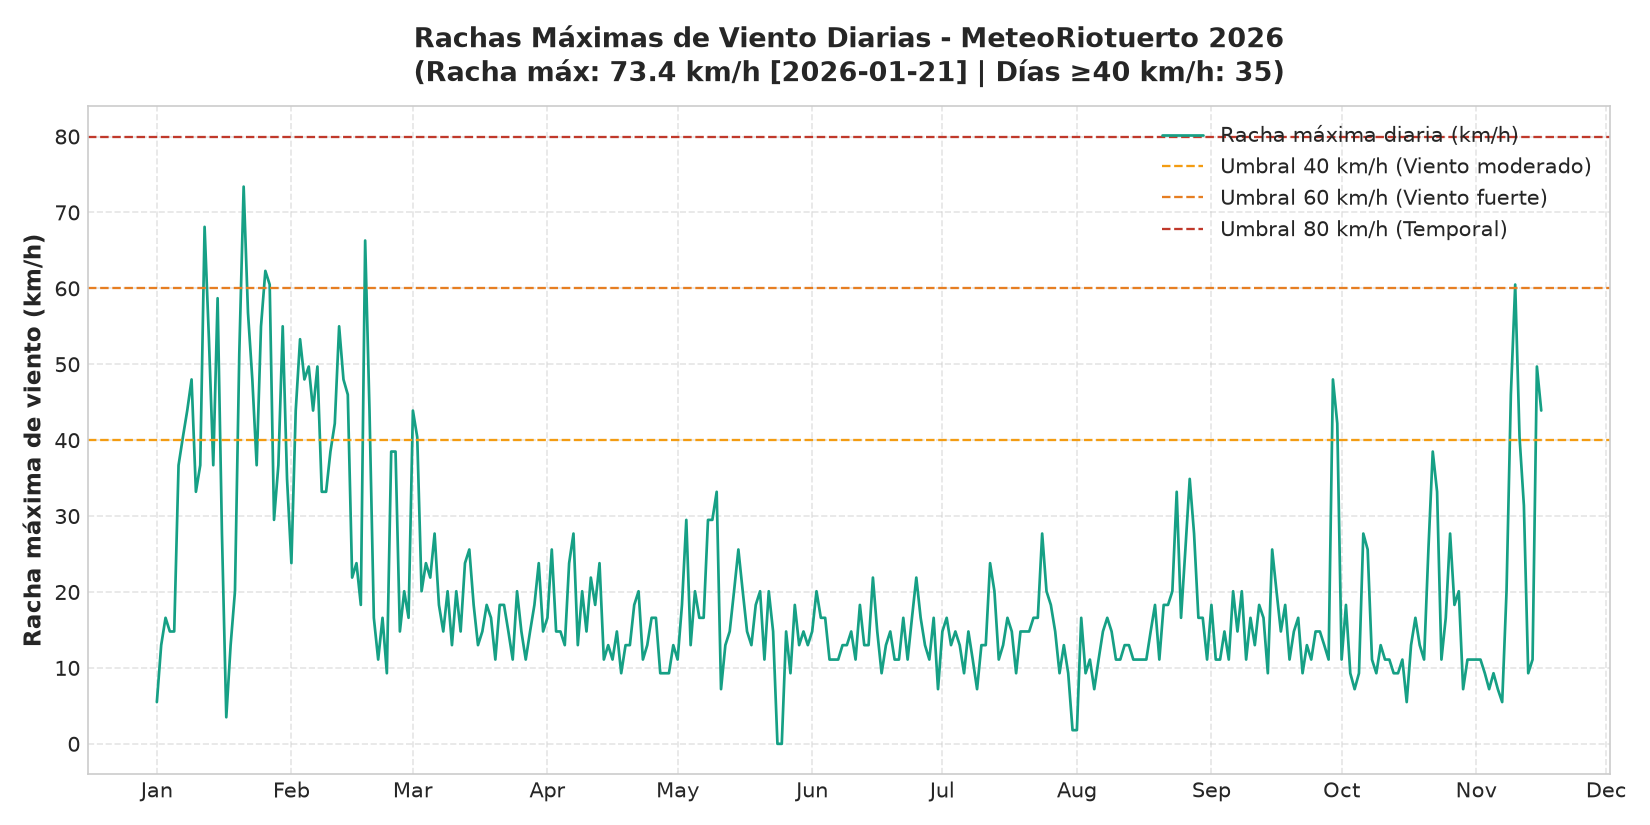 Rachas Máximas de Viento Diarias - MeteoRiotuerto 2026
(Racha máx: 73.4 km/h [2026-01-21] | Días ≥40 km/h: 35)
Racha máxima de viento (km/h)
80
70
60
50
40
30
20
10
0
Racha máxima diaria (km/h)
Umbral 40 km/h (Viento moderado)
Umbral 60 km/h (Viento fuerte)
Umbral 80 km/h (Temporal)
Jan Feb Mar Apr May Jun Jul Aug Sep Oct Nov Dec